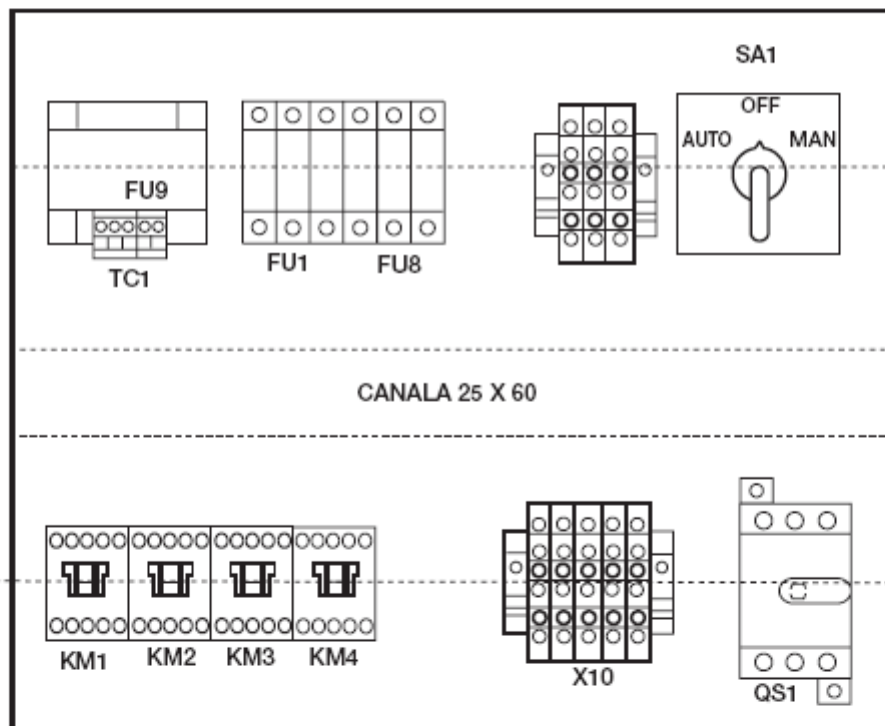 SA1
OFF
AUTO MAN
FU9
TC1
FU1 FU8
CANALA 25 X 60
KM1 KM2 KM3 KM4
X10
QS1